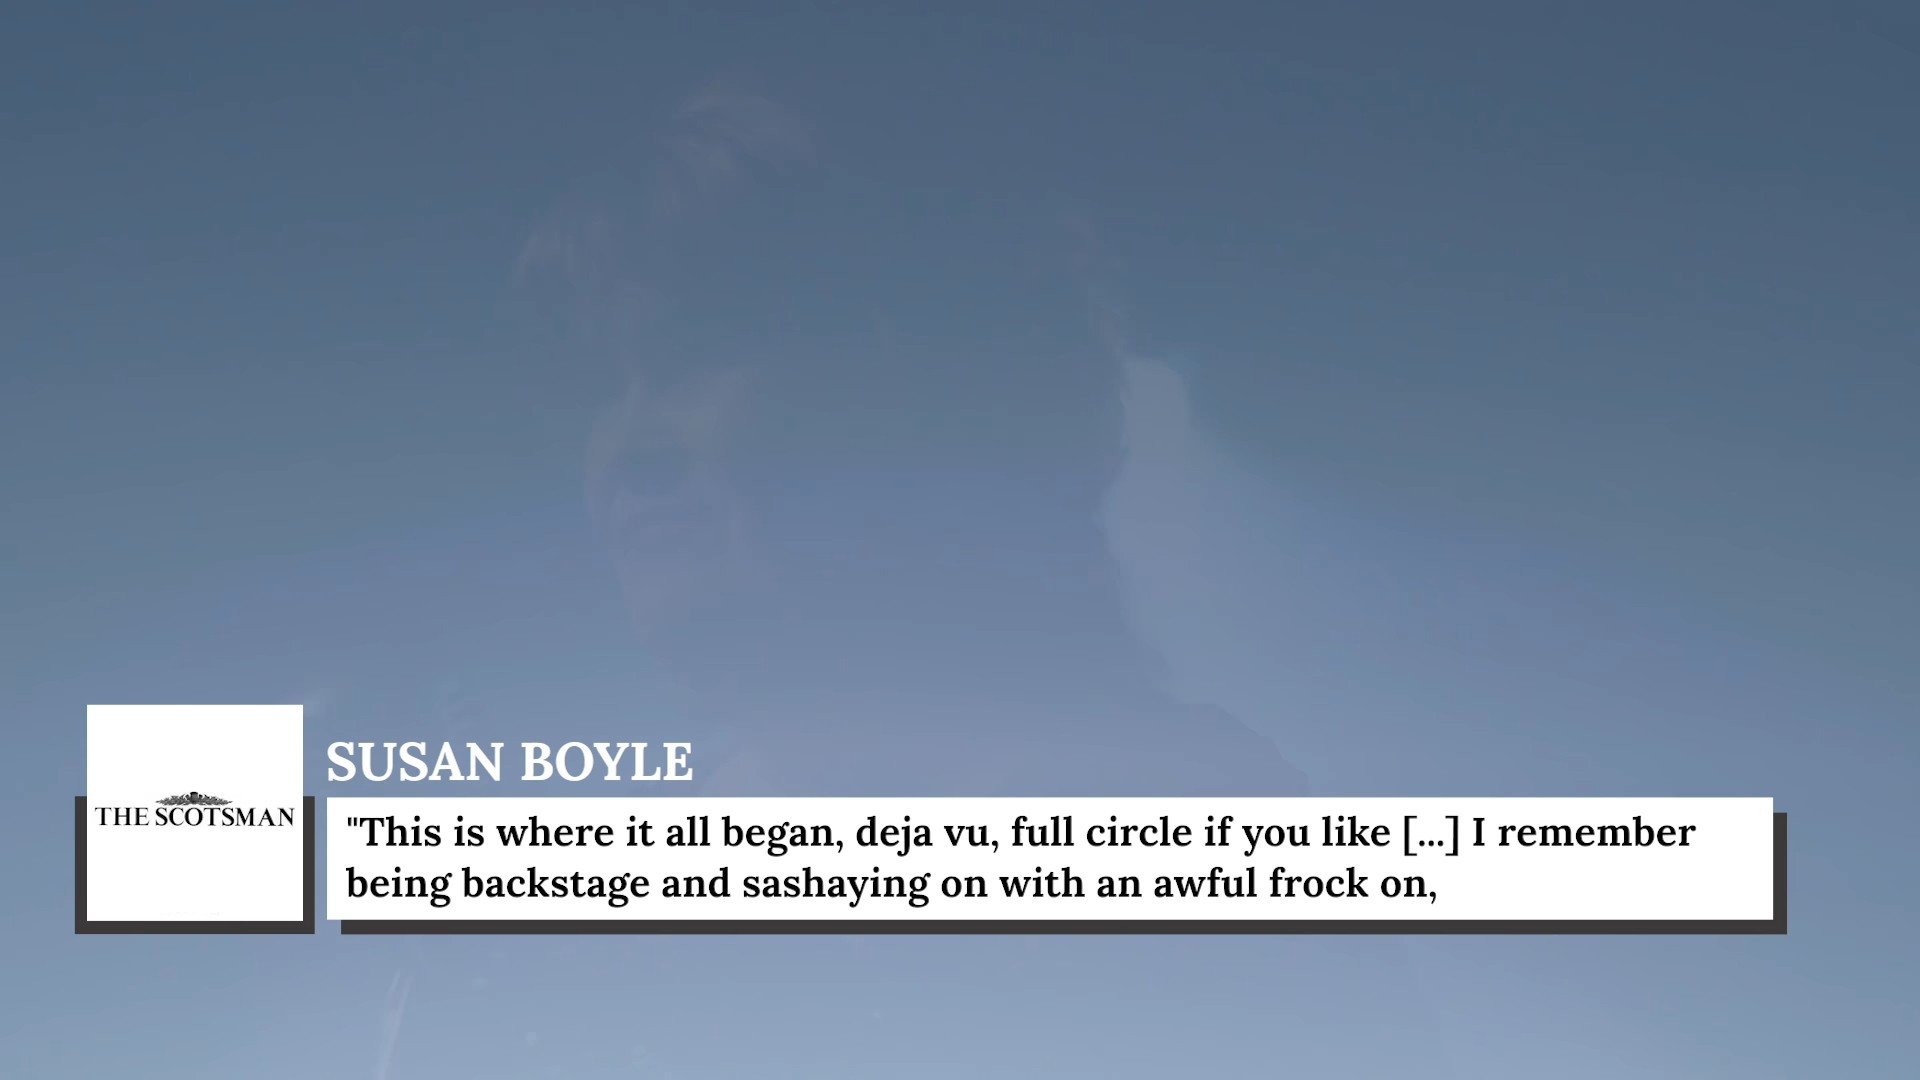 SUSAN BOYLE
THE SCOTSMAN
"This is where it all began, deja vu, full circle if you like [...] I remember
being backstage and sashaying on with an awful frock on,